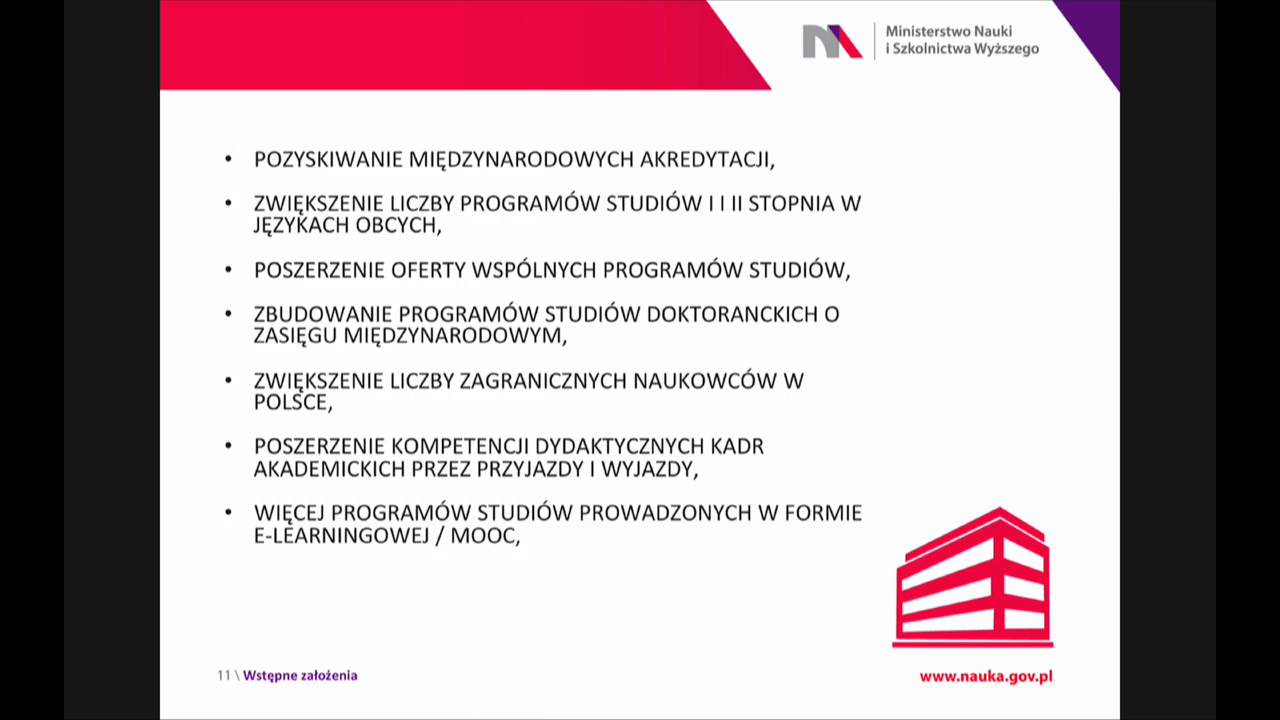 Ministerstwo Nauki
i Szkolnictwa Wyższego
• POZYSKIWANIE MIĘDZYNARODOWYCH AKREDYTACJI,
• ZWIĘKSZENIE LICZBY PROGRAMÓW STUDIÓW I I II STOPNIA W
JĘZYKACH OBCYCH,
• POSZERZENIE OFERTY WSPÓLNYCH PROGRAMÓW STUDIÓW,
• ZBUDOWANIE PROGRAMÓW STUDIÓW DOKTORANCKICH O
ZASIĘGU MIĘDZYNARODOWYM,
• ZWIĘKSZENIE LICZBY ZAGRANICZNYCH NAUKOWCÓW W
POLSCE,
• POSZERZENIE KOMPETENCJI DYDAKTYCZNYCH KADR
AKADEMICKICH PRZEZ PRZYJAZDY I WYJAZDY,
• WIĘCEJ PROGRAMÓW STUDIÓW PROWADZONYCH W FORMIE
E-LEARNINGOWEJ / MOOC,
11 \ Wstępne założenia
www.nauka.gov.pl